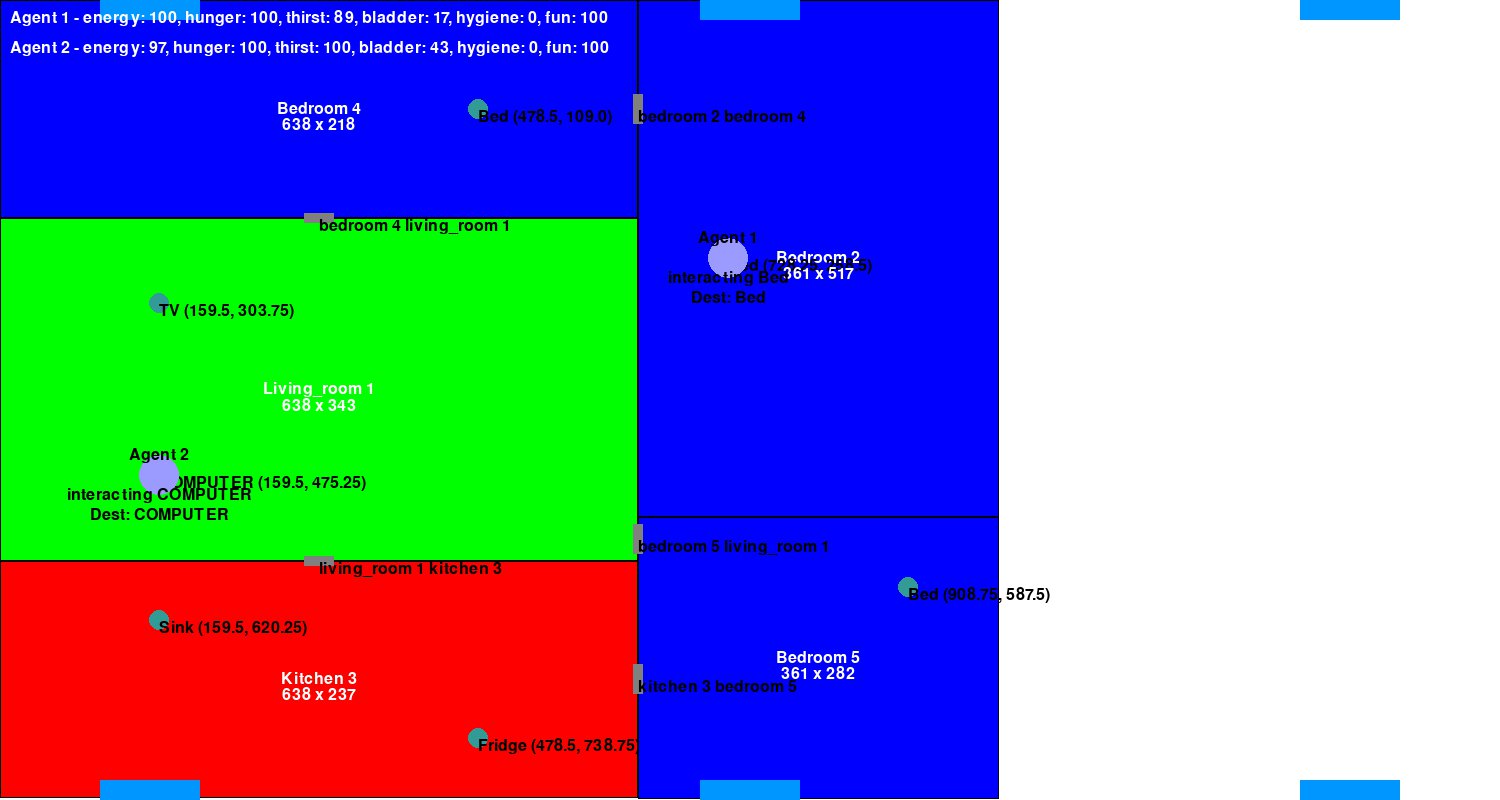 Agent 1 - energy: 100, hunger: 100, thirst: 89, bladder: 17, hygiene: 0, fun: 100
Agent 2 - energy: 97, hunger: 100, thirst: 100, bladder: 43, hygiene: 0, fun: 100
Bedroom 4
638 x 218
Bed (478.5, 109.0)
bedroom 2 bedroom 4
bedroom 4 living_room 1
Agent 1
Bedroom 2
361 x 517
interacting Bed
Dest: Bed
TV (159.5, 303.75)
Living_room 1
638 x 343
Agent 2
COMPUTER (159.5, 475.25)
interacting COMPUTER
Dest: COMPUTER
bedroom 5 living_room 1
living_room 1 kitchen 3
Bed (908.75, 587.5)
Sink (159.5, 620.25)
Bedroom 5
361 x 282
Kitchen 3
638 x 237
kitchen 3 bedroom 5
Fridge (478.5, 738.75)